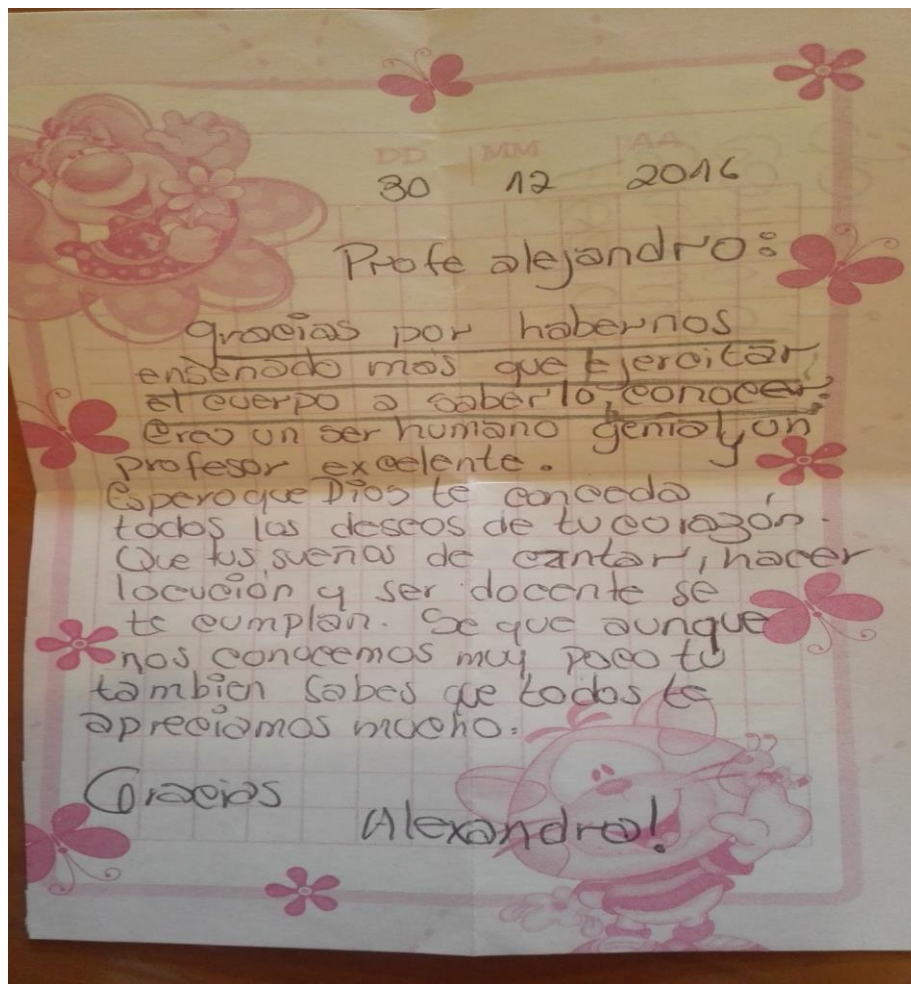 DD MM AA
30 12 2016
Profe alejandro:
gracias por habernos
enseñado mas que Ejercitar
el cuerpo a saberlo, conocer.
Eres un ser humano genial y un
profesor excelente.
Espero que Dios te conceda
todos los deseos de tu corazón.
Que tus sueños de cantar, hacer
locución y ser docente se
te cumplan. Se que aunque
nos conocemos muy poco tú
tambien sabes que todos te
apreciamos mucho.
Gracias
Alexandra!